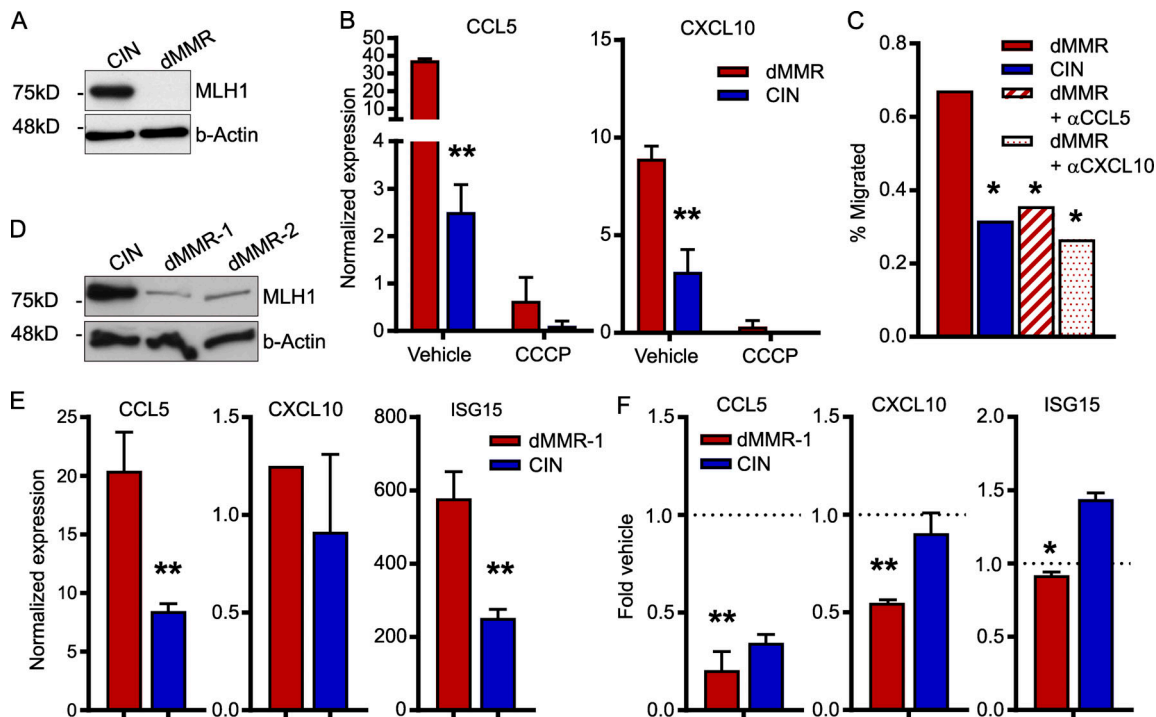 A
CIN
dMMR
75kD -
MLH1
48kD -
b-Actin
B
CCL5
CXCL10
Normalized expression
40
30
20
10
4
3
2
1
0
**
Vehicle
CCCP
15
10
5
0
**
dMMR
CIN
Vehicle
CCCP
C
% Migrated
0.8
0.6
0.4
0.2
0.0
*
*
*
dMMR
CIN
dMMR
+ αCCL5
dMMR
+ αCXCL10
D
CIN
dMMR-1
dMMR-2
75kD -
MLH1
48kD -
b-Actin
E
Normalized expression
CCL5
25
20
15
10
5
0
**
CXCL10
1.5
1.0
0.5
0.0
ISG15
800
600
400
200
0
**
dMMR-1
CIN
F
Fold vehicle
CCL5
1.5
1.0
0.5
0.0
**
dMMR-1
CIN
CXCL10
1.5
1.0
0.5
0.0
**
ISG15
2.0
1.5
1.0
0.5
0.0
*